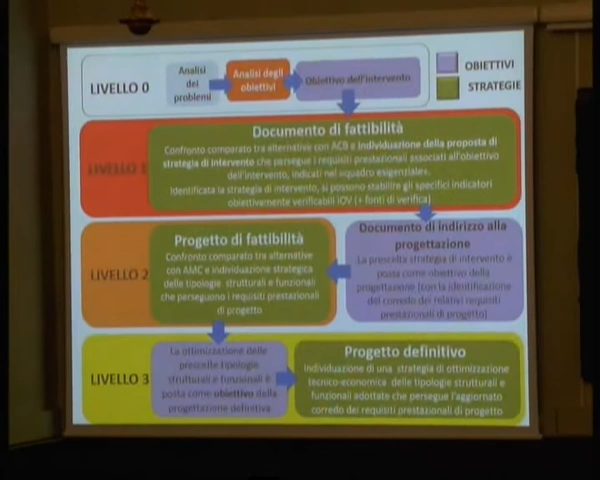 LIVELLO 0
Analisi
dei
problemi
Analisi degli
obiettivi
Obiettivo dell'intervento
OBIETTIVI
STRATEGIE
LIVELLO 1
Documento di fattibilità
Confronto comparato tra alternative con ACB e individuazione della proposta di
strategia di intervento che persegue i requisiti prestazionali associati all'obiettivo
dell'intervento, indicati nel «quadro esigenziale».
Identificata la strategia di intervento, si possono stabilire gli specifici indicatori
obiettivamente verificabili IOV (+ fonti di verifica)
LIVELLO 2
Progetto di fattibilità
Confronto comparato tra alternative
con AMC e individuazione strategica
delle tipologie strutturali e funzionali
che perseguono i requisiti prestazionali
di progetto
Documento di indirizzo alla
progettazione
La prescelta strategia di intervento è
posta come obiettivo della
progettazione (con la identificazione
del corredo dei relativi requisiti
prestazionali di progetto)
LIVELLO 3
La ottimizzazione delle
prescelte tipologie
strutturali e funzionali è
posta come obiettivo della
progettazione definitiva
Progetto definitivo
Individuazione di una strategia di ottimizzazione
tecnico-economica delle tipologie strutturali e
funzionali adottate che persegue l'aggiornato
corredo dei requisiti prestazionali di progetto